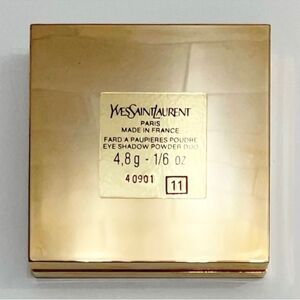 YVESSAINTLAURENT
PARIS
MADE IN FRANCE
FARD A PAUPIERES POUDRE
EYE SHADOW POWDER DUO
4,8g - 1/6 oz
40901 11